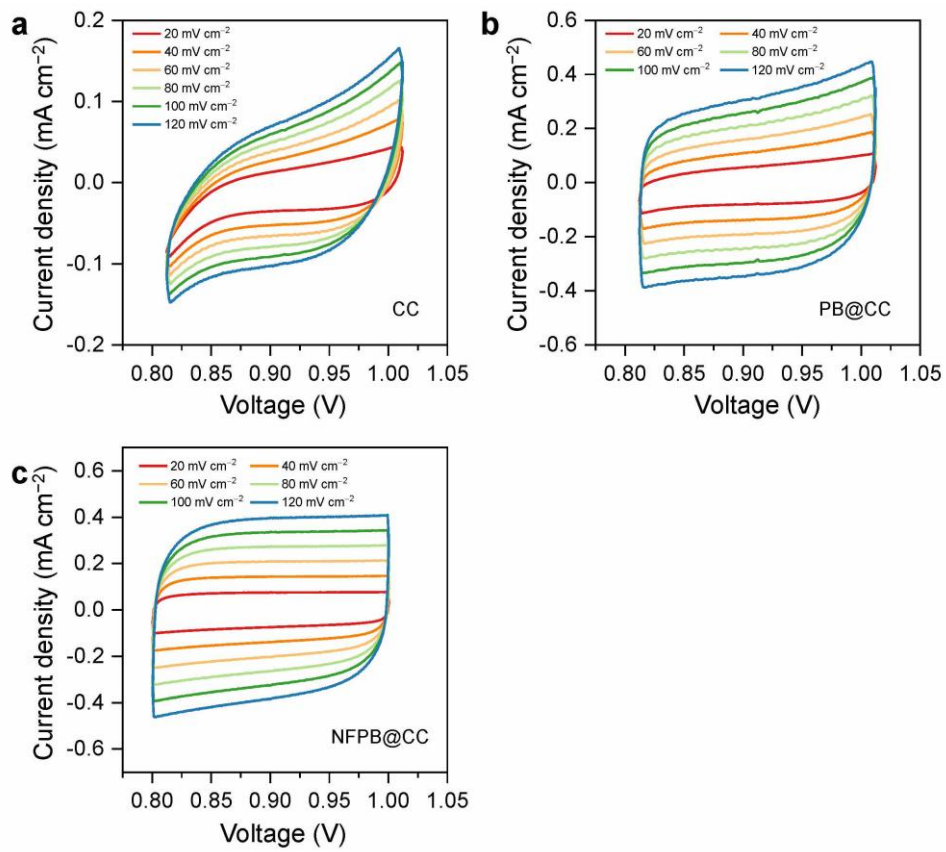 a
0.2
0.1
0.0
-0.1
-0.2
Current density (mA cm⁻²)
20 mV cm⁻²
40 mV cm⁻²
60 mV cm⁻²
80 mV cm⁻²
100 mV cm⁻²
120 mV cm⁻²
CC
0.80 0.85 0.90 0.95 1.00 1.05
Voltage (V)
b
0.6
0.4
0.2
0.0
-0.2
-0.4
-0.6
Current density (mA cm⁻²)
20 mV cm⁻² 40 mV cm⁻²
60 mV cm⁻² 80 mV cm⁻²
100 mV cm⁻² 120 mV cm⁻²
PB@CC
0.80 0.85 0.90 0.95 1.00 1.05
Voltage (V)
c
0.6
0.4
0.2
0.0
-0.2
-0.4
-0.6
Current density (mA cm⁻²)
20 mV cm⁻² 40 mV cm⁻²
60 mV cm⁻² 80 mV cm⁻²
100 mV cm⁻² 120 mV cm⁻²
NFPB@CC
0.80 0.85 0.90 0.95 1.00 1.05
Voltage (V)